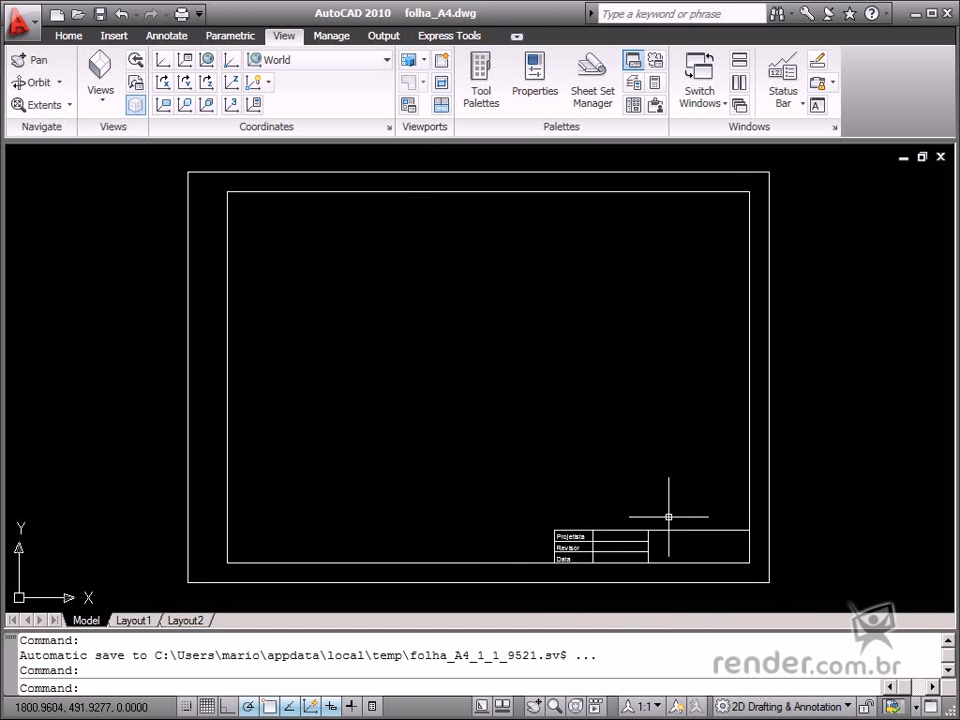 AutoCAD 2010 folha_A4.dwg
Type a keyword or phrase
Home Insert Annotate Parametric View Manage Output Express Tools
Pan
Orbit
Extents
Navigate
Views
Views
World
Coordinates
Viewports
Tool
Palettes
Properties
Sheet Set
Manager
Palettes
Switch
Windows
Status
Bar
Windows
Projetista
Revisor
Data
Y
X
Model Layout1 Layout2
Command:
Automatic save to C:\Users\mario\appdata\local\temp\folha_A4_1_1_9521.sv$ ...
Command:
Command:
render.com.br
1800.9604, 491.9277, 0.0000
1:1
2D Drafting & Annotation